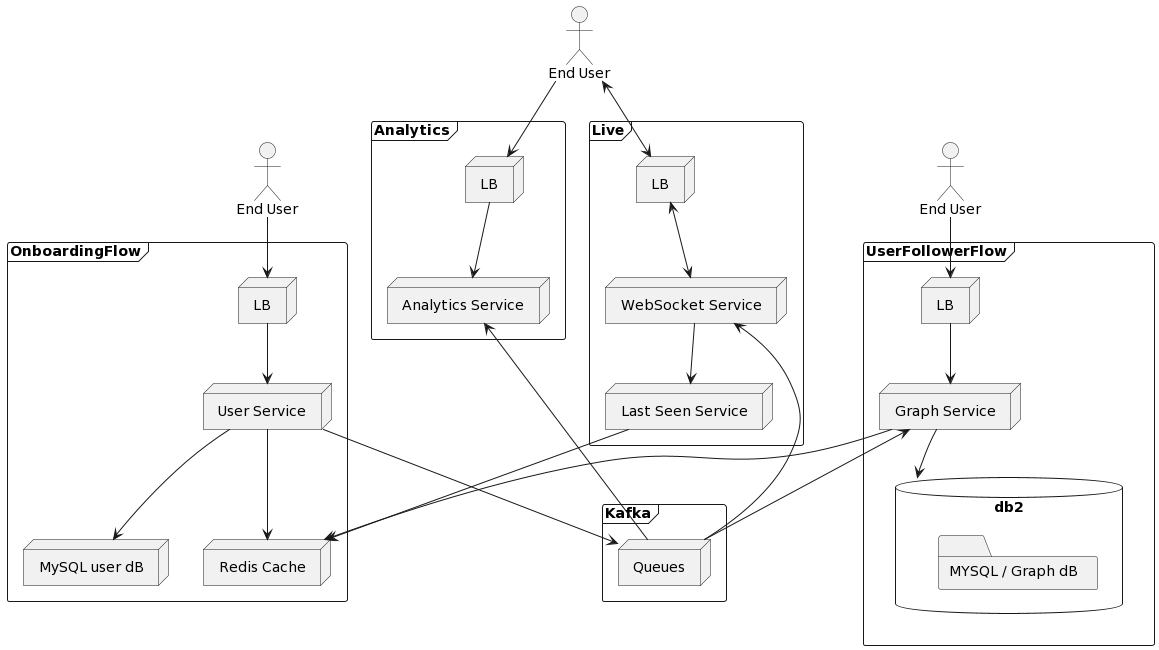 End User
Analytics
Live
LB
LB
End User
End User
OnboardingFlow
UserFollowerFlow
LB
Analytics Service
WebSocket Service
LB
User Service
Last Seen Service
Graph Service
Kafka
db2
MySQL user dB
Redis Cache
Queues
MYSQL / Graph dB